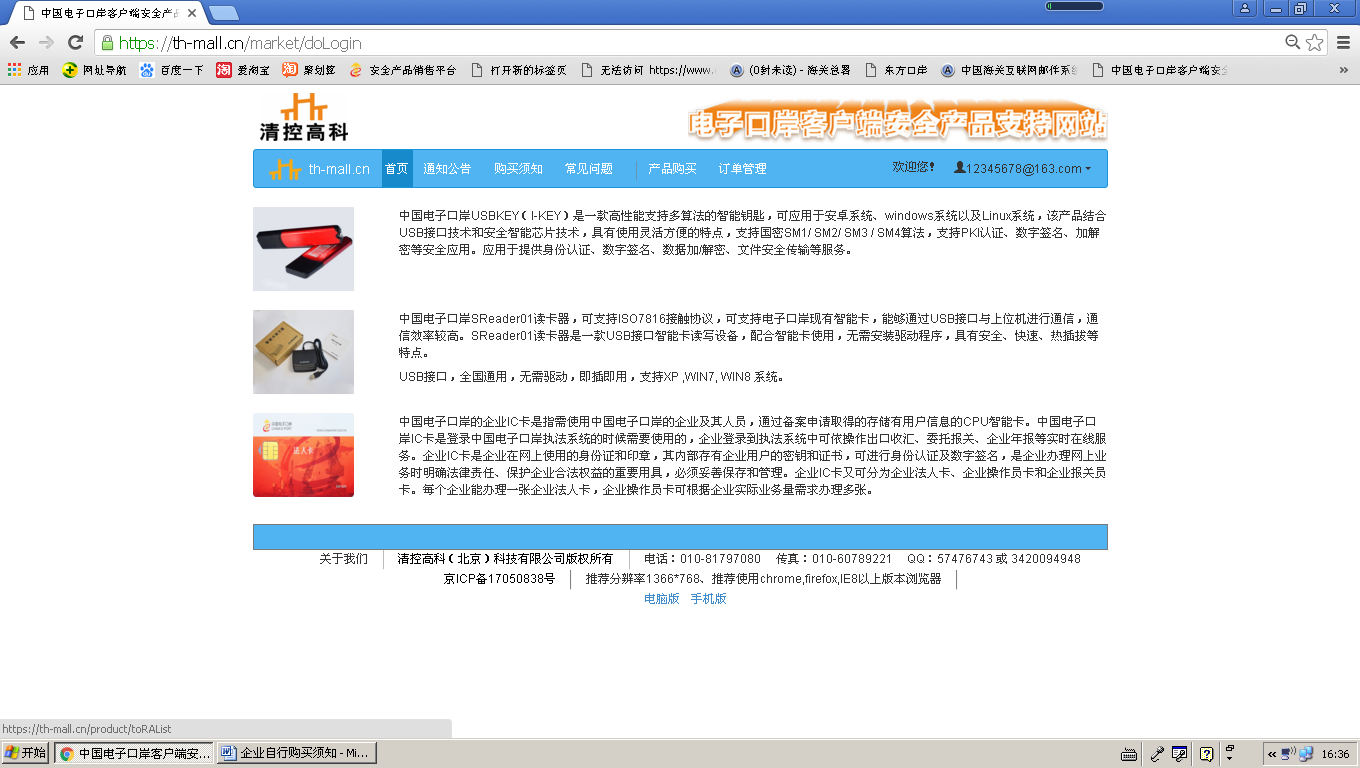 中国电子口岸客户端安全产品
https://th-mall.cn/market/doLogin
应用 网址导航 百度一下 爱淘宝 聚划算 安全产品销售平台 打开新的标签页 无法访问 https://www. (0封未读) - 海关总署 东方口岸 中国海关互联网邮件系 中国电子口岸客户端安全 »
清控高科 电子口岸客户端安全产品支持网站
th-mall.cn 首页 通知公告 购买须知 常见问题 产品购买 订单管理 欢迎您! 12345678@163.com
中国电子口岸USBKEY（I-KEY）是一款高性能支持多算法的智能钥匙，可应用于安卓系统、windows系统以及Linux系统，该产品结合
USB接口技术和安全智能芯片技术，具有使用灵活方便的特点，支持国密SM1/ SM2/ SM3 / SM4算法，支持PKI认证、数字签名、加解
密等安全应用。应用于提供身份认证、数字签名、数据加/解密、文件安全传输等服务。
中国电子口岸SReader01读卡器，可支持ISO7816接触协议，可支持电子口岸现有智能卡，能够通过USB接口与上位机进行通信，通
信效率较高。SReader01读卡器是一款USB接口智能卡读写设备，配合智能卡使用，无需安装驱动程序，具有安全、快速、热插拔等
特点。
USB接口，全国通用，无需驱动，即插即用，支持XP ,WIN7, WIN8 系统。
法人卡
中国电子口岸的企业IC卡是指需使用中国电子口岸的企业及其人员，通过备案申请取得的存储有用户信息的CPU智能卡。中国电子口
岸IC卡是登录中国电子口岸执法系统的时候需要使用的，企业登录到执法系统中可依操作出口收汇、委托报关、企业年报等实时在线服
务。企业IC卡是企业在网上使用的身份证和印章，其内部存有企业用户的密钥和证书，可进行身份认证及数字签名，是企业办理网上业
务时明确法律责任、保护企业合法权益的重要用具，必须妥善保存和管理。企业IC卡又可分为企业法人卡、企业操作员卡和企业报关员
卡。每个企业能办理一张企业法人卡，企业操作员卡可根据企业实际业务量需求办理多张。
关于我们 清控高科（北京）科技有限公司版权所有 电话：010-81797080 传真：010-60789221 QQ：57476743 或 3420094948
京ICP备17050838号 推荐分辨率1366*768、推荐使用chrome,firefox,IE8以上版本浏览器
电脑版 手机版
https://th-mall.cn/product/toRAList
开始 中国电子口岸客户端安... 企业自行购买须知 - Mi... « 16:36